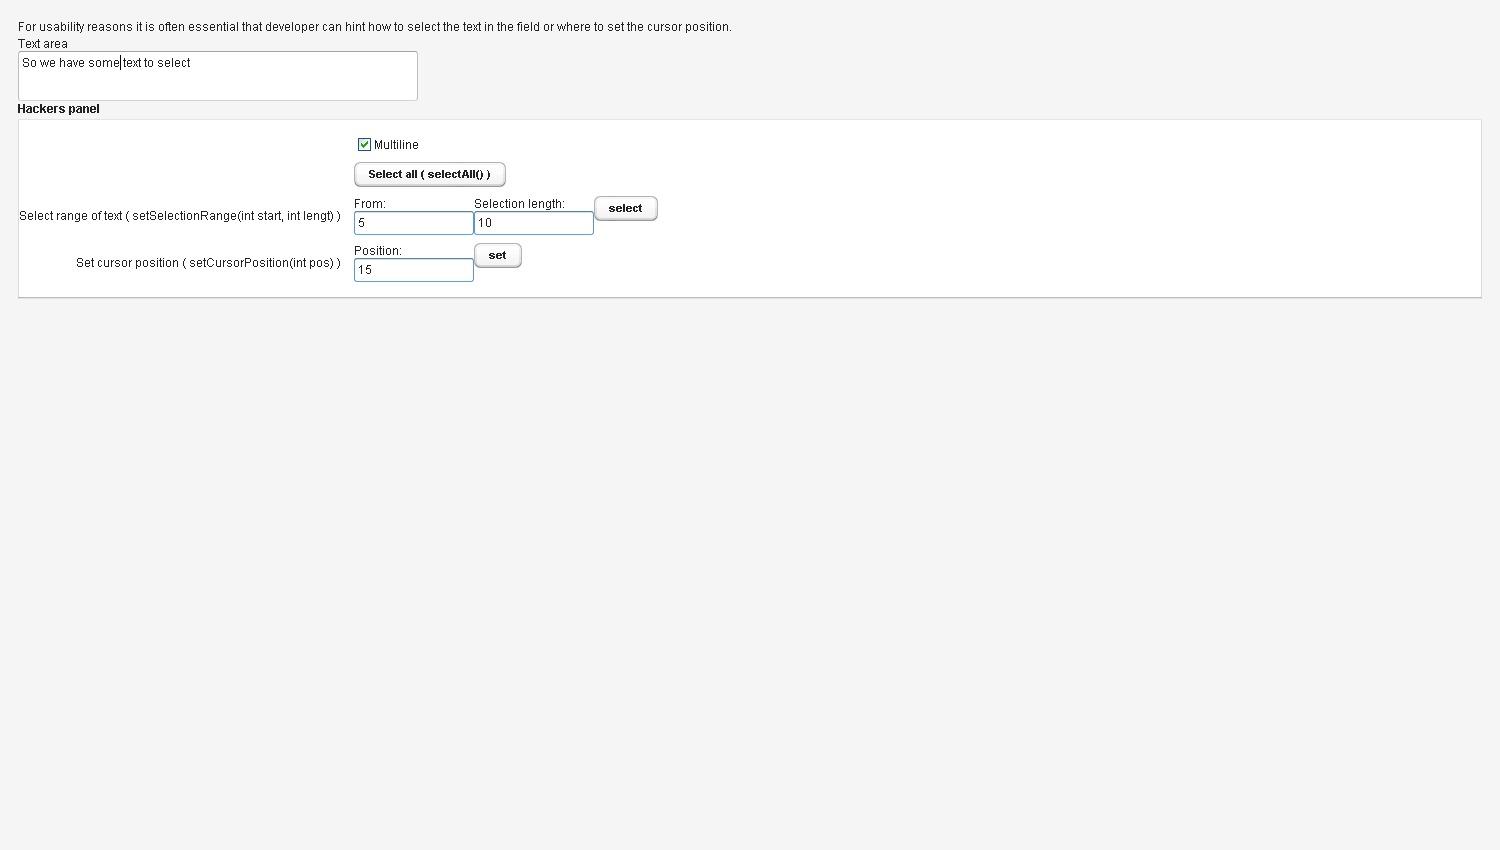 For usability reasons it is often essential that developer can hint how to select the text in the field or where to set the cursor position.
Text area
So we have some text to select
Hackers panel
Multiline
Select all ( selectAll() )
Select range of text ( setSelectionRange(int start, int lengt) )
From:
5
Selection length:
10
select
Set cursor position ( setCursorPosition(int pos) )
Position:
15
set